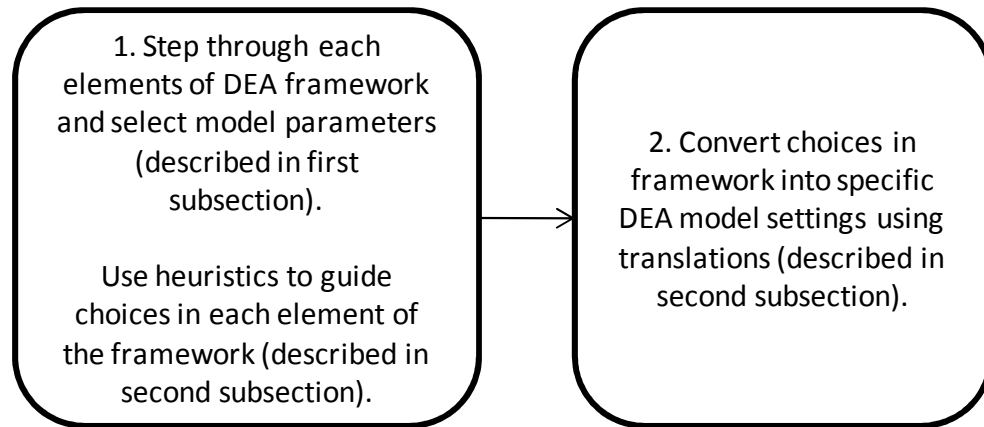 1. Step through each
elements of DEA framework
and select model parameters
(described in first
subsection).
Use heuristics to guide
choices in each element of
the framework (described in
second subsection).
2. Convert choices in
framework into specific
DEA model settings using
translations (described in
second subsection).